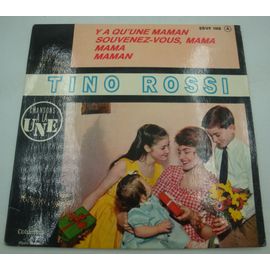 Y A QU'UNE MAMAN
SOUVENEZ-VOUS, MAMA
MAMA
MAMAN
TINO ROSSI
CHANTONS
LA
UNE
Columbia